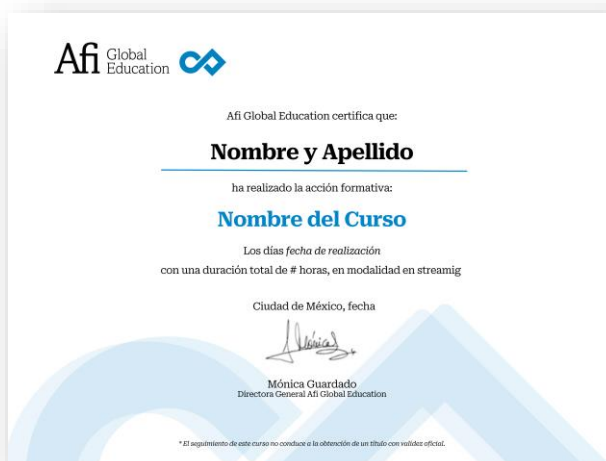 Afi Global
Education
Afi Global Education certifica que:
Nombre y Apellido
ha realizado la acción formativa:
Nombre del Curso
Los días fecha de realización
con una duración total de # horas, en modalidad en streamig
Ciudad de México, fecha
Mónica
Mónica Guardado
Directora General Afi Global Education
* El seguimiento de este curso no conduce a la obtención de un título con validez oficial.